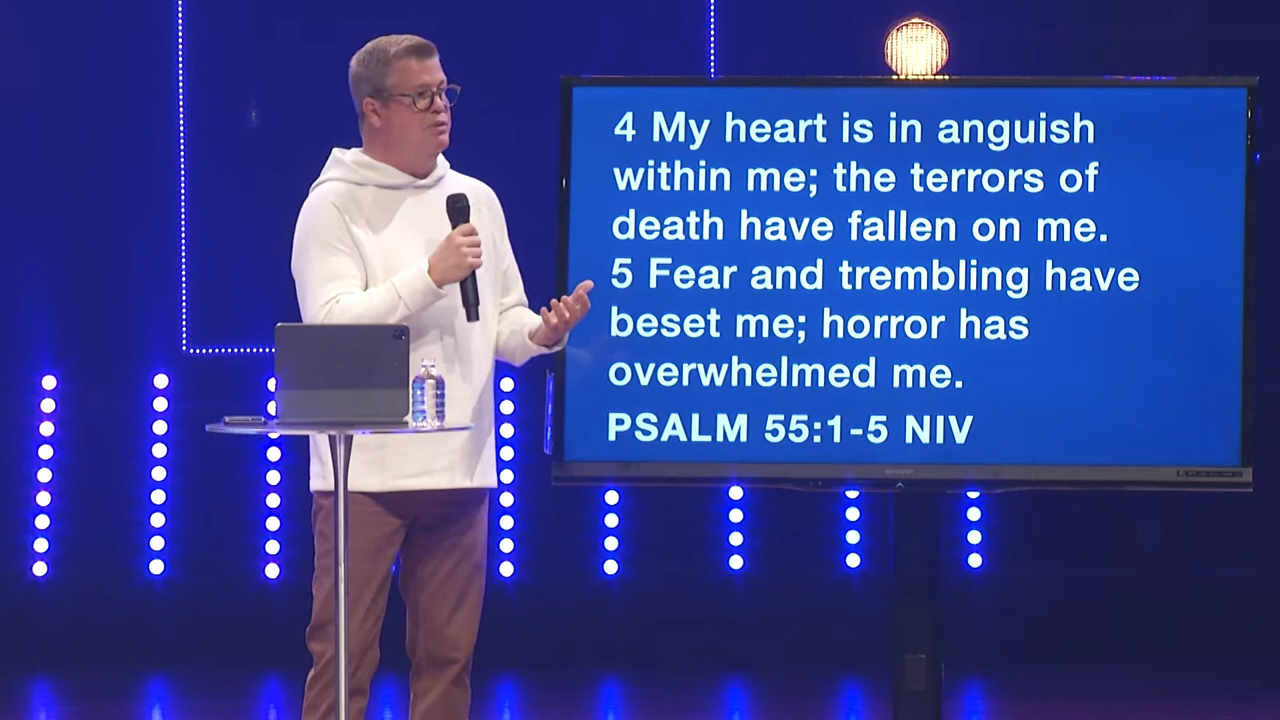 4 My heart is in anguish
within me; the terrors of
death have fallen on me.
5 Fear and trembling have
beset me; horror has
overwhelmed me.
PSALM 55:1-5 NIV
SHARP